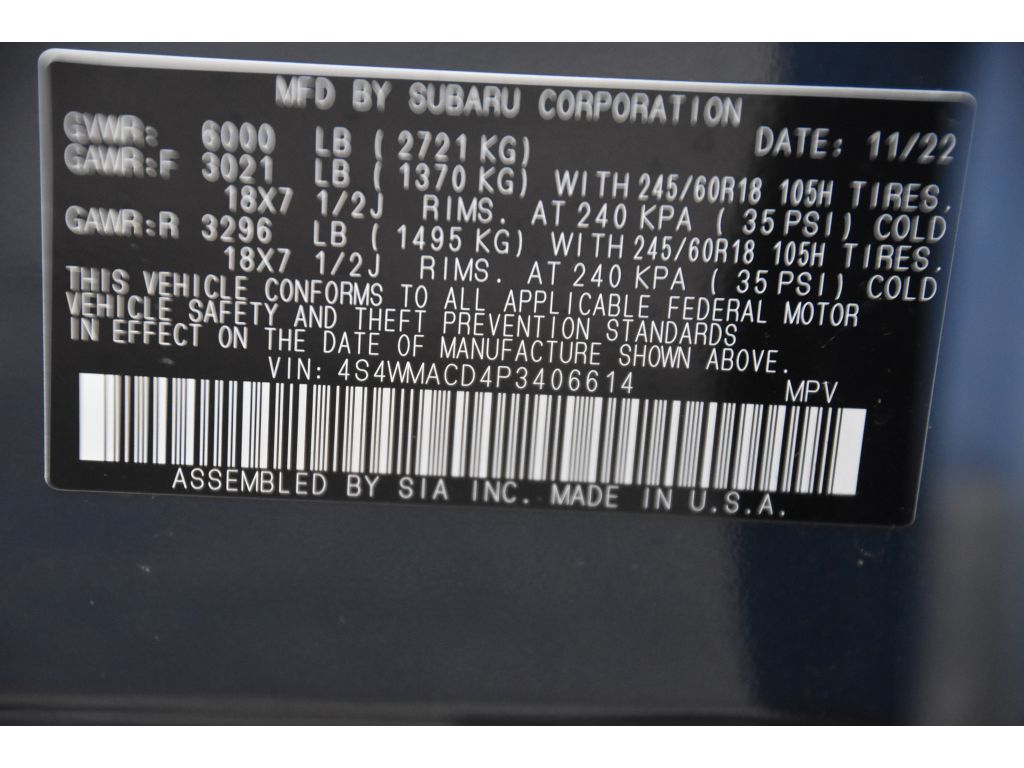 MFD BY SUBARU CORPORATION
GVWR: 6000 LB ( 2721 KG) DATE: 11/22
GAWR:F 3021 LB ( 1370 KG) WITH 245/60R18 105H TIRES.
18X7 1/2J RIMS. AT 240 KPA ( 35 PSI) COLD
GAWR:R 3296 LB ( 1495 KG) WITH 245/60R18 105H TIRES.
18X7 1/2J RIMS. AT 240 KPA ( 35 PSI) COLD
THIS VEHICLE CONFORMS TO ALL APPLICABLE FEDERAL MOTOR
VEHICLE SAFETY AND THEFT PREVENTION STANDARDS
IN EFFECT ON THE DATE OF MANUFACTURE SHOWN ABOVE.
VIN: 4S4WMACD4P3406614 MPV
ASSEMBLED BY SIA INC. MADE IN U.S.A.